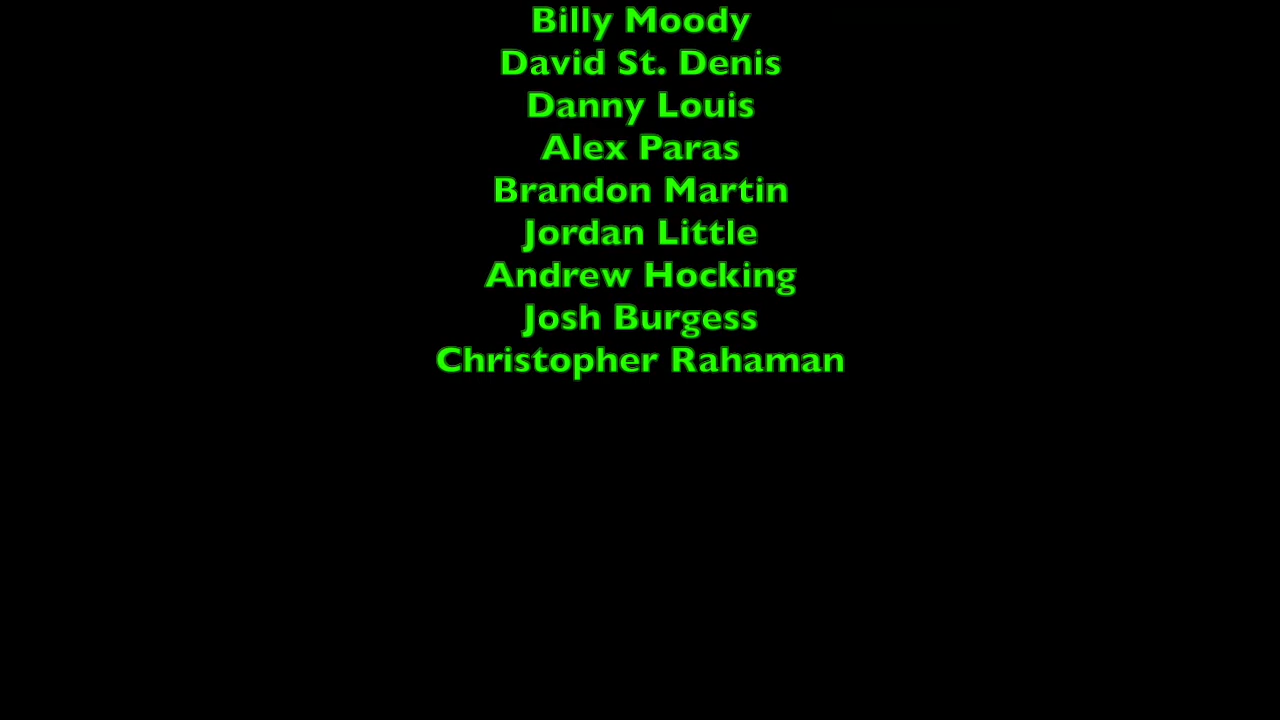 Billy Moody
David St. Denis
Danny Louis
Alex Paras
Brandon Martin
Jordan Little
Andrew Hocking
Josh Burgess
Christopher Rahaman